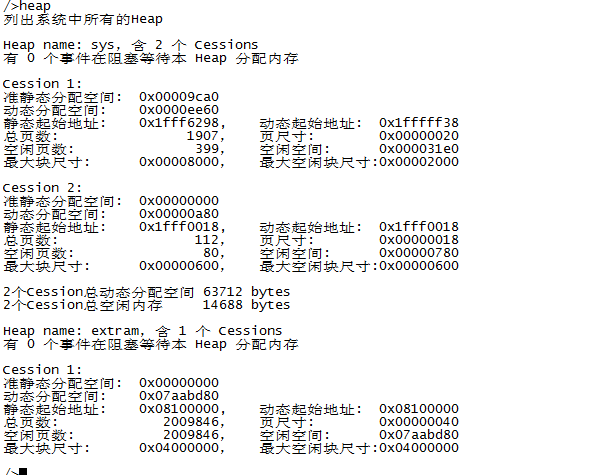 />heap
列出系统中所有的Heap
Heap name: sys, 含 2 个 Cessions
有 0 个事件在阻塞等待本 Heap 分配内存
Cession 1:
准静态分配空间: 0x00009ca0
动态分配空间: 0x0000ee60
静态起始地址: 0x1fff6298, 动态起始地址: 0x1fffff38
总页数: 1907, 页尺寸: 0x00000020
空闲页数: 399, 空闲空间: 0x000031e0
最大块尺寸: 0x00008000, 最大空闲块尺寸:0x00002000
Cession 2:
准静态分配空间: 0x00000000
动态分配空间: 0x00000a80
静态起始地址: 0x1fff0018, 动态起始地址: 0x1fff0018
总页数: 112, 页尺寸: 0x00000018
空闲页数: 80, 空闲空间: 0x00000780
最大块尺寸: 0x00000600, 最大空闲块尺寸:0x00000600
2个Cession总动态分配空间 63712 bytes
2个Cession总空闲内存 14688 bytes
Heap name: extram, 含 1 个 Cessions
有 0 个事件在阻塞等待本 Heap 分配内存
Cession 1:
准静态分配空间: 0x00000000
动态分配空间: 0x07aabd80
静态起始地址: 0x08100000, 动态起始地址: 0x08100000
总页数: 2009846, 页尺寸: 0x00000040
空闲页数: 2009846, 空闲空间: 0x07aabd80
最大块尺寸: 0x04000000, 最大空闲块尺寸:0x04000000
/>